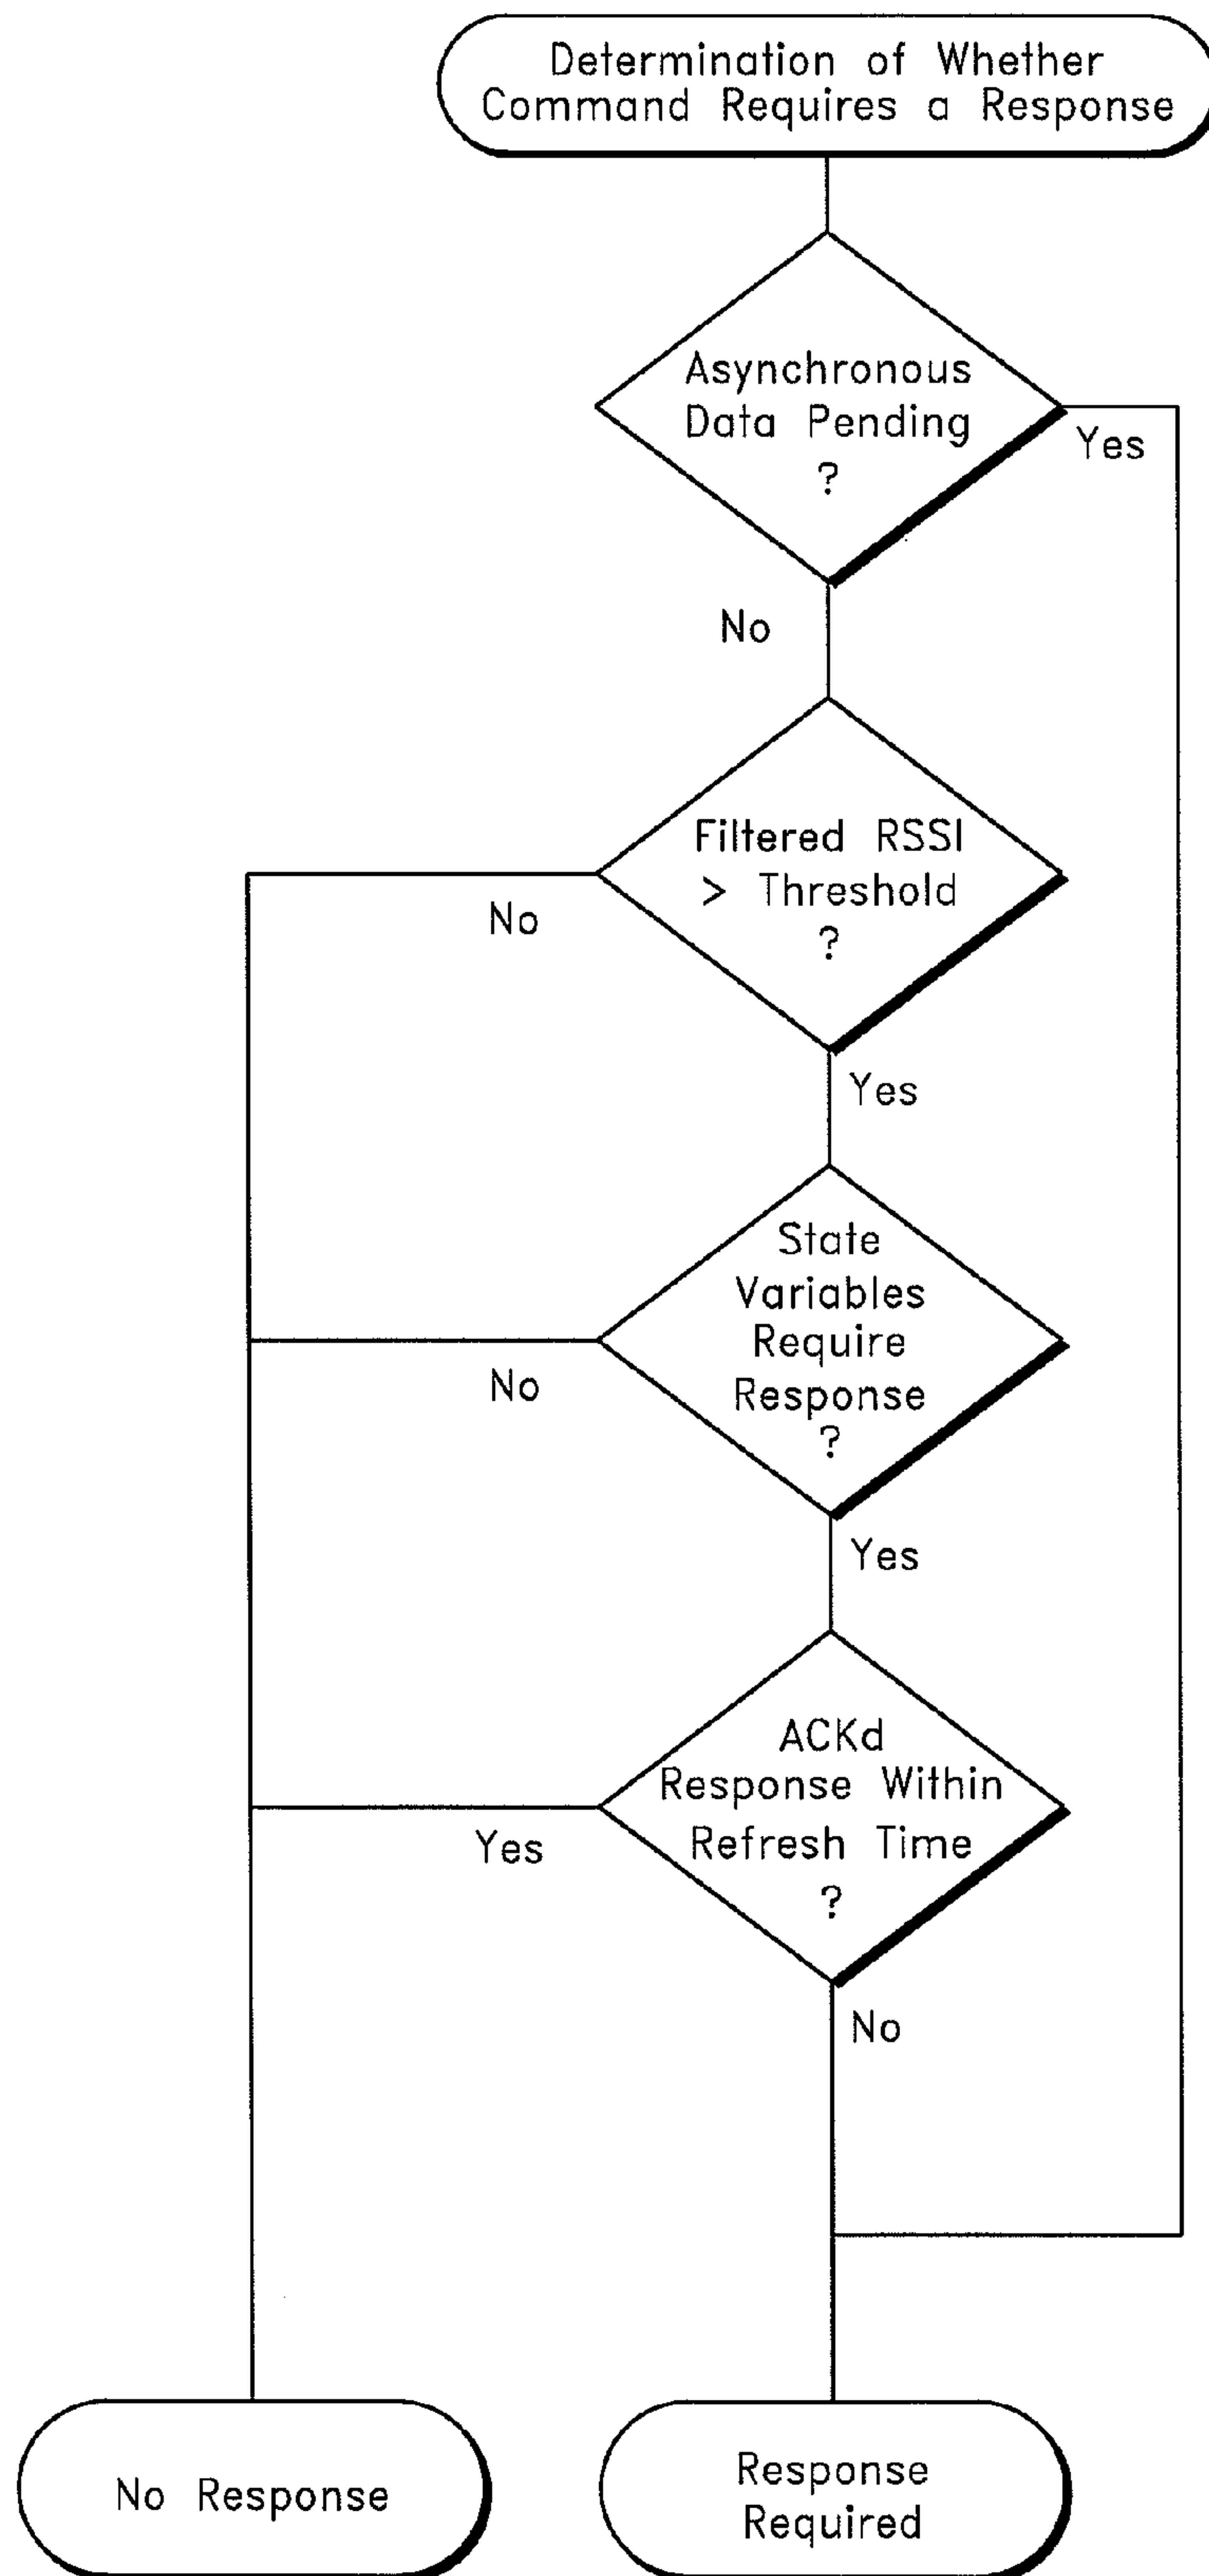 Determination of Whether
Command Requires a Response
Asynchronous
Data Pending
?
Yes
No
Filtered RSSI
> Threshold
?
No
Yes
State
Variables
Require
Response
?
No
Yes
ACKd
Response Within
Refresh Time
?
Yes
No
No Response
Response
Required